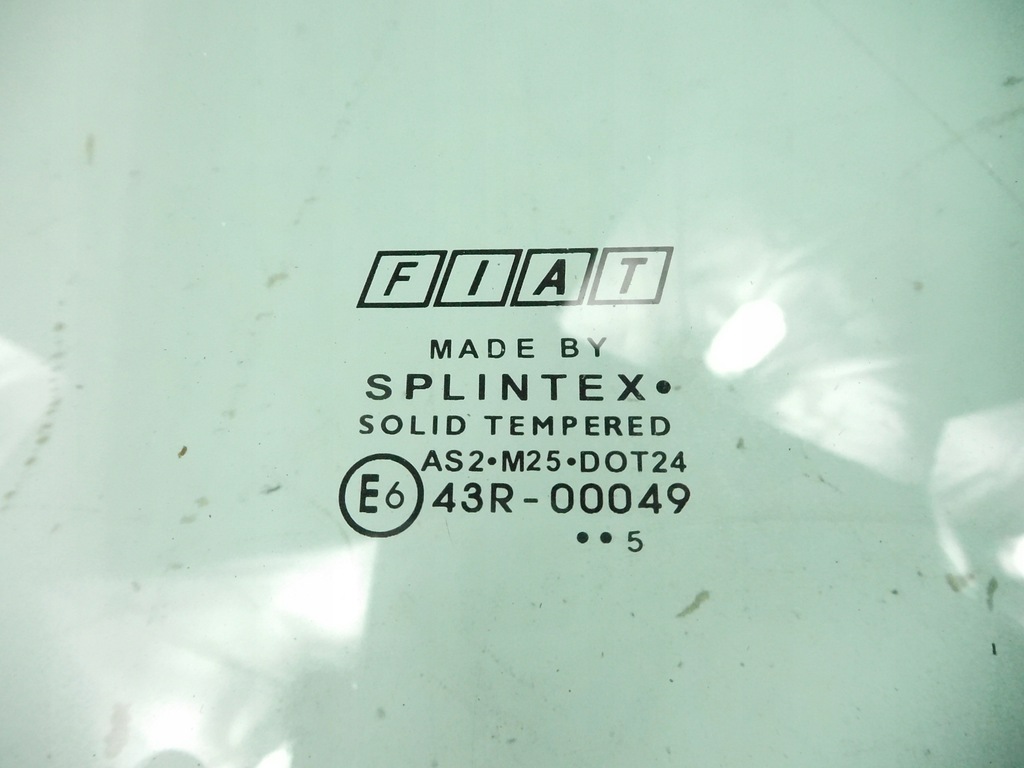 FIAT
MADE BY
SPLINTEX•
SOLID TEMPERED
AS2•M25•DOT24
E6 43R-00049
••5